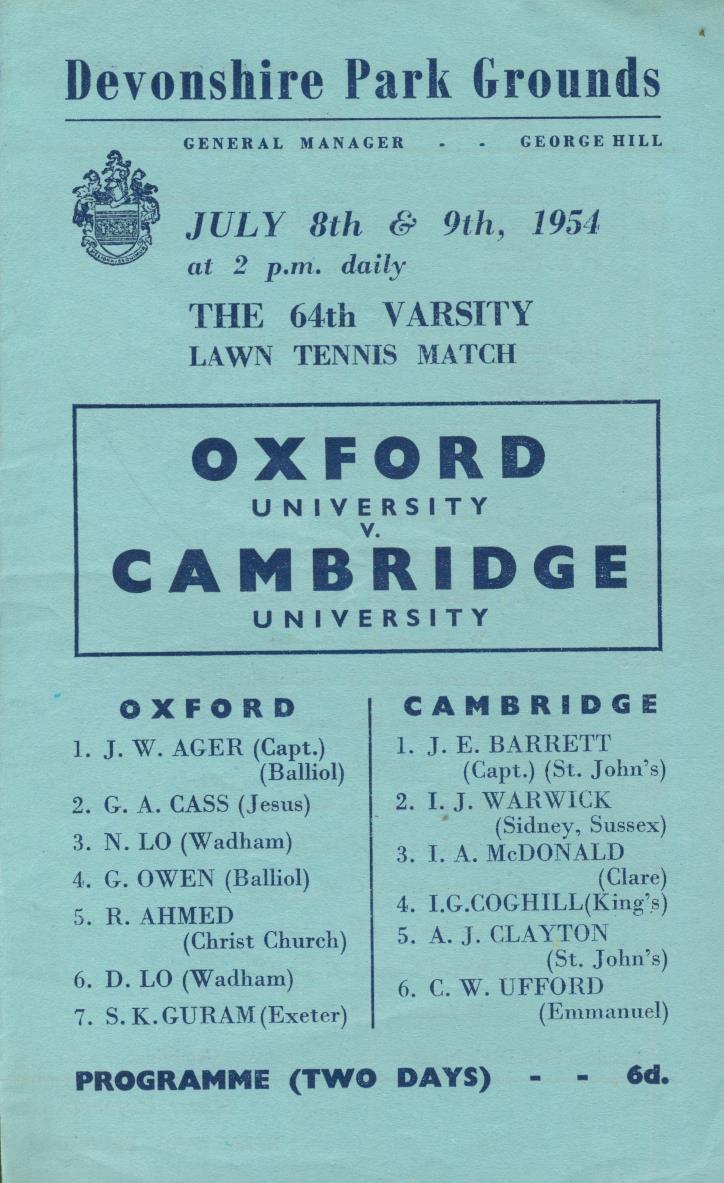 Devonshire Park Grounds
GENERAL MANAGER - - GEORGE HILL
JULY 8th & 9th, 1954
at 2 p.m. daily
THE 64th VARSITY
LAWN TENNIS MATCH
OXFORD
UNIVERSITY
V.
CAMBRIDGE
UNIVERSITY
OXFORD
1. J. W. AGER (Capt.)
(Balliol)
2. G. A. CASS (Jesus)
3. N. LO (Wadham)
4. G. OWEN (Balliol)
5. R. AHMED
(Christ Church)
6. D. LO (Wadham)
7. S. K. GURAM (Exeter)
CAMBRIDGE
1. J. E. BARRETT
(Capt.) (St. John's)
2. I. J. WARWICK
(Sidney, Sussex)
3. I. A. McDONALD
(Clare)
4. I.G.COGHILL(King's)
5. A. J. CLAYTON
(St. John's)
6. C. W. UFFORD
(Emmanuel)
PROGRAMME (TWO DAYS) - - 6d.